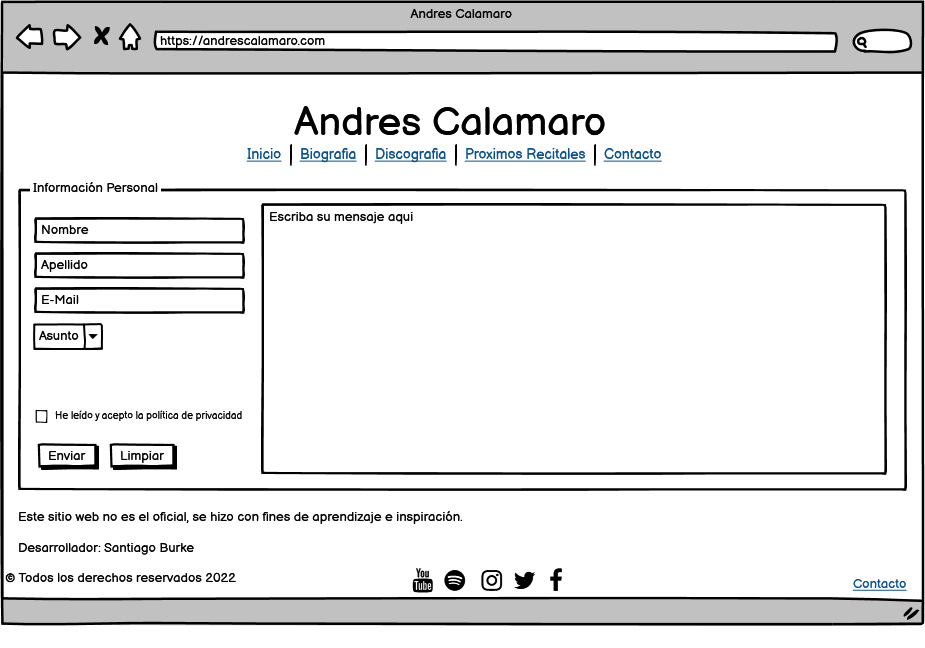 Andres Calamaro
https://andrescalamaro.com
Andres Calamaro
Inicio | Biografia | Discografia | Proximos Recitales | Contacto
Información Personal
Nombre
Apellido
E-Mail
Asunto
He leído y acepto la política de privacidad
Enviar Limpiar
Escriba su mensaje aqui
Este sitio web no es el oficial, se hizo con fines de aprendizaje e inspiración.
Desarrollador: Santiago Burke
© Todos los derechos reservados 2022
You
Tube
Contacto